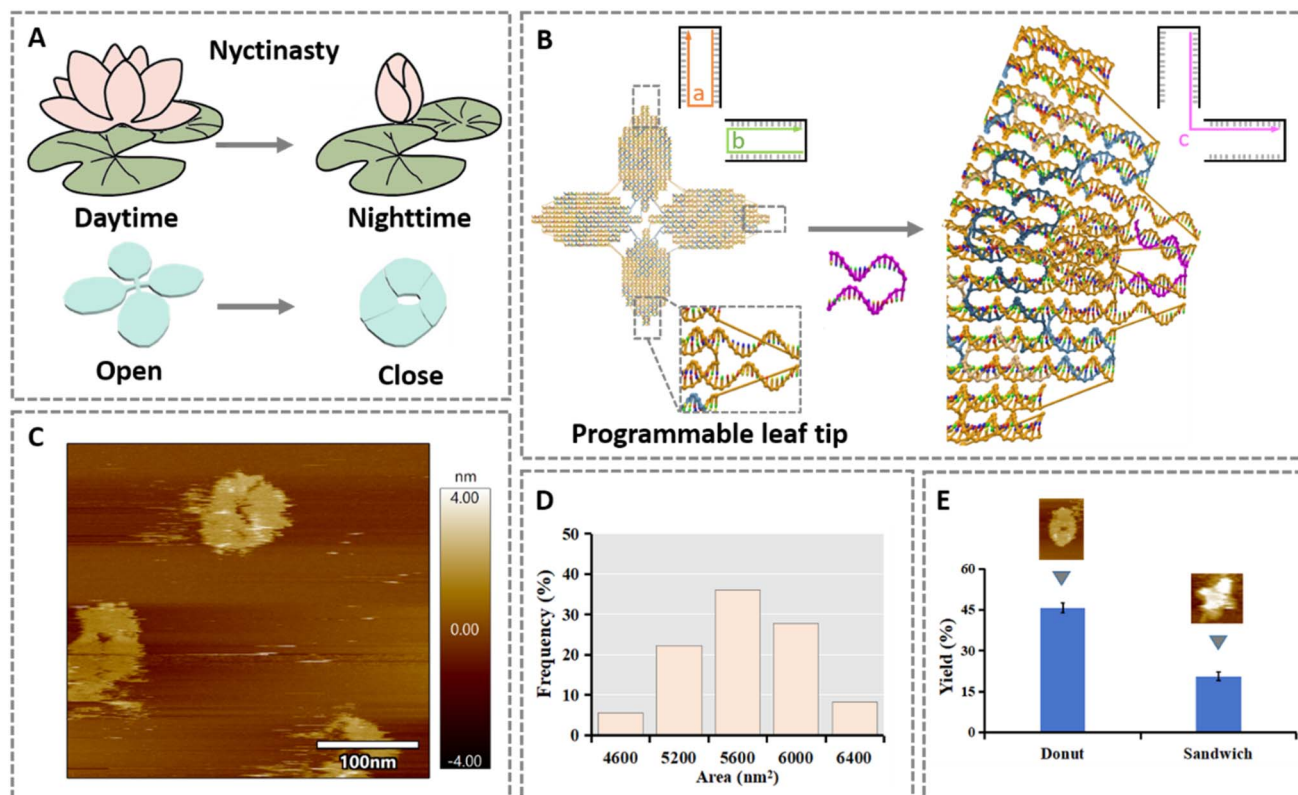 A
Nyctinasty
Daytime
Nighttime
Open
Close
B
a
b
c
Programmable leaf tip
C
nm
4.00
0.00
-4.00
100nm
D
Frequency (%)
50
40
30
20
10
0
4600 5200 5600 6000 6400
Area (nm²)
E
Yield (%)
60
45
30
15
0
Donut Sandwich